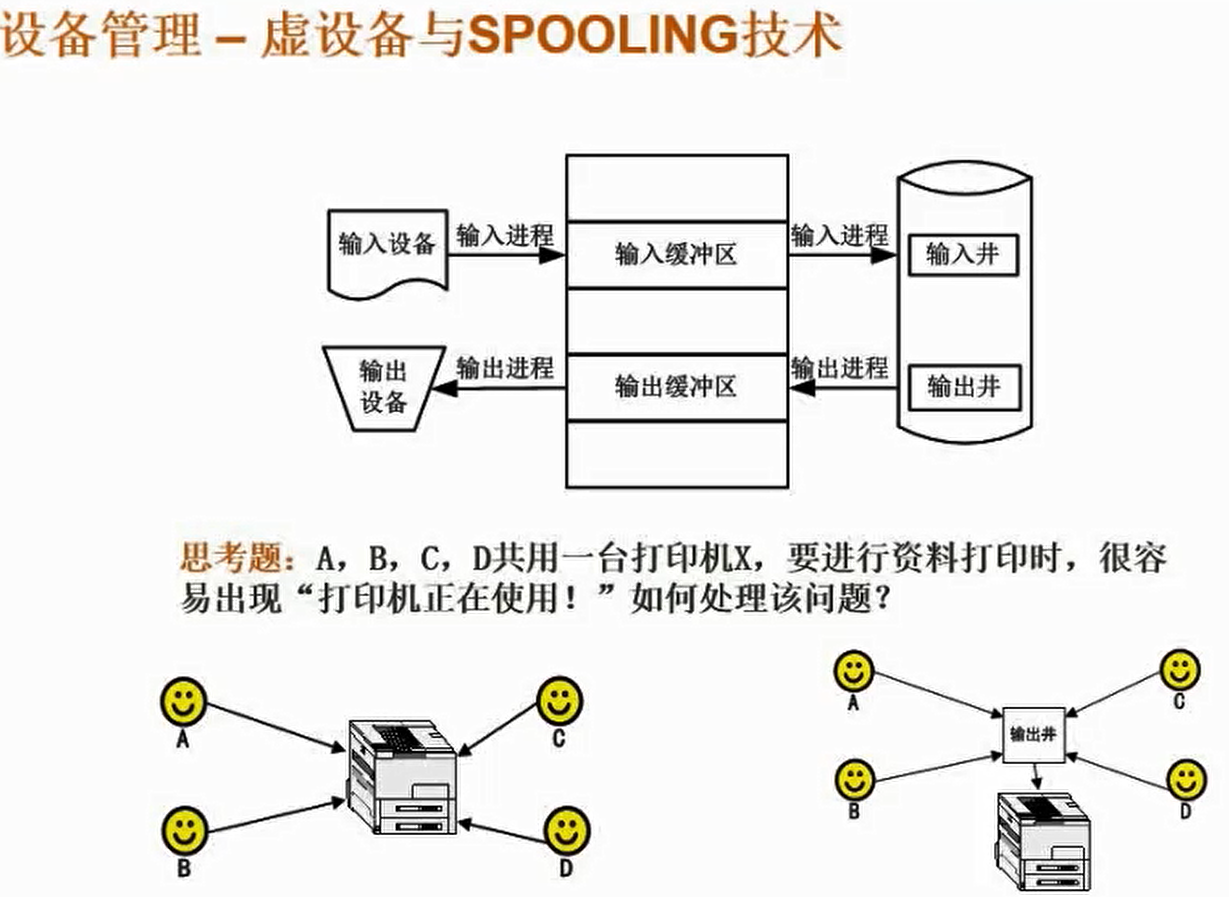 设备管理 – 虚设备与SPOOLING技术
输入设备
输入进程
输入缓冲区
输入进程
输入井
输出
设备
输出进程
输出缓冲区
输出进程
输出井
思考题：A，B，C，D共用一台打印机X，要进行资料打印时，很容
易出现“打印机正在使用！”如何处理该问题？
A
C
B
D
A
C
输出井
B
D